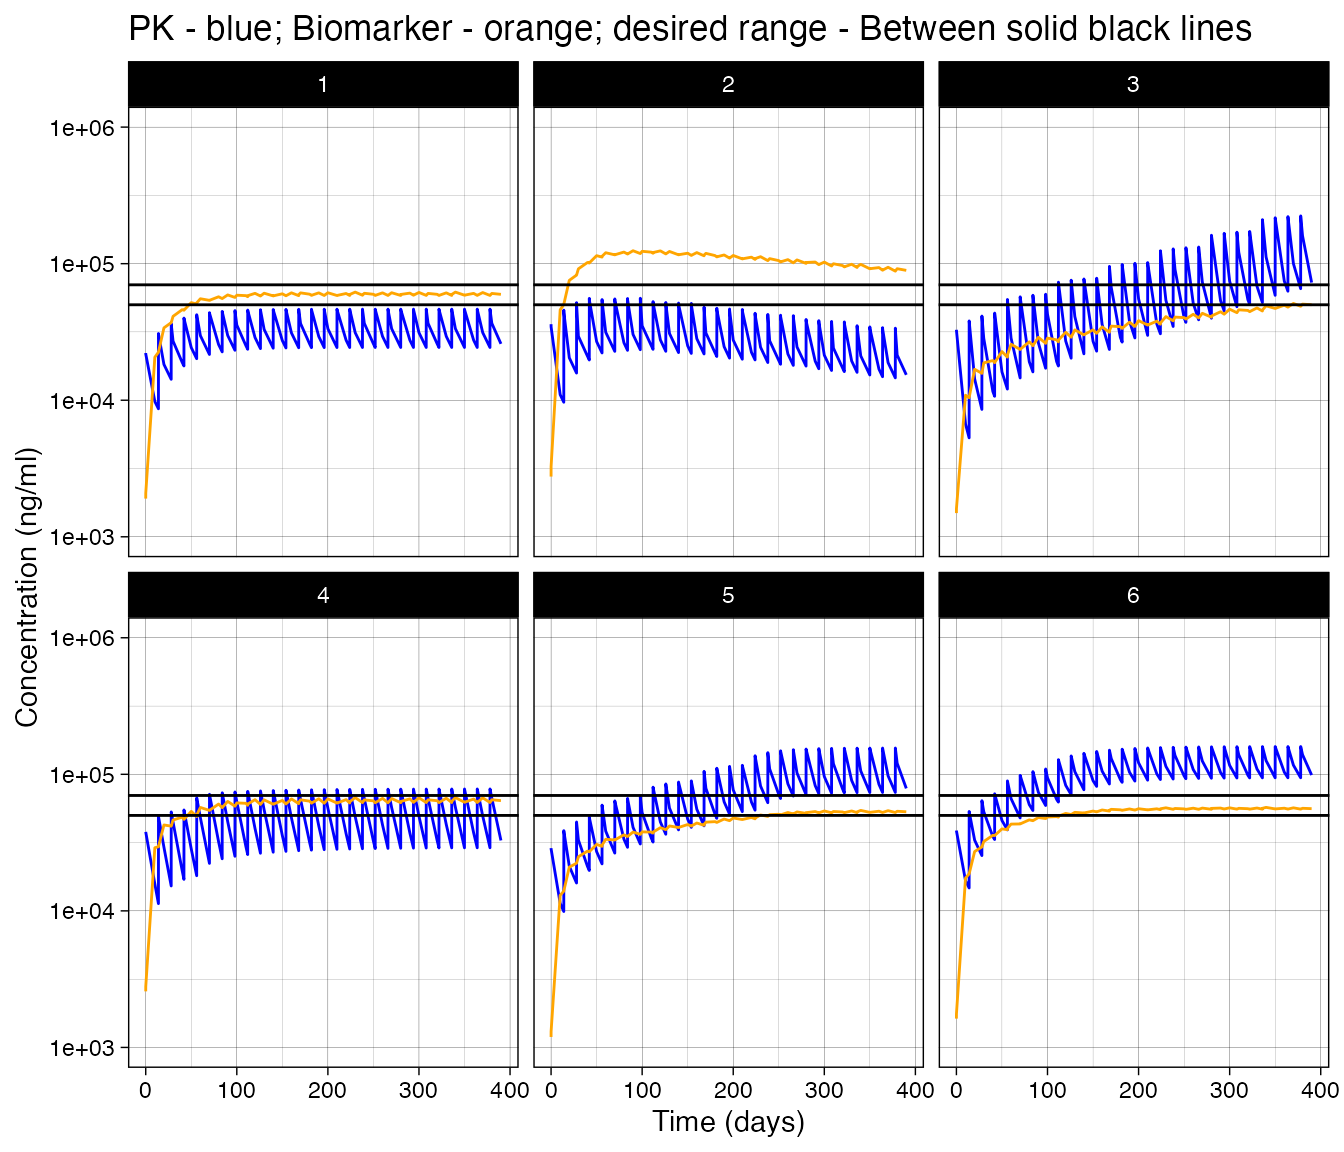 PK - blue; Biomarker - orange; desired range - Between solid black lines
1 2 3
1e+06
1e+05
1e+04
1e+03
4 5 6
1e+06
1e+05
1e+04
1e+03
0 100 200 300 400 0 100 200 300 400 0 100 200 300 400
Time (days)
Concentration (ng/ml)